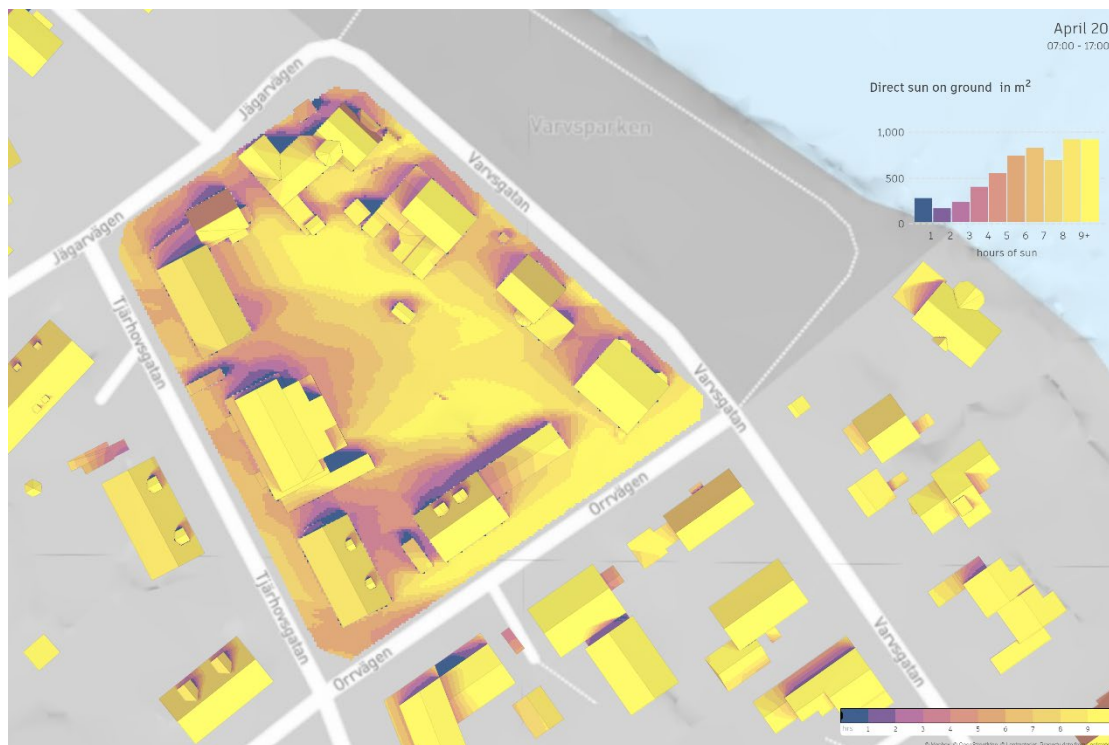 April 20
07:00 - 17:00
Direct sun on ground in m²
1,000
500
0
1 2 3 4 5 6 7 8 9+
hours of sun
Jägarvägen
Varvsparken
Varvsgatan
Jägarvägen
Tjärhovsgatan
Varvsgatan
Orrvägen
Tjärhovsgatan
Varvsgatan
Orrvägen
hrs 1 2 3 4 5 6 7 8 9